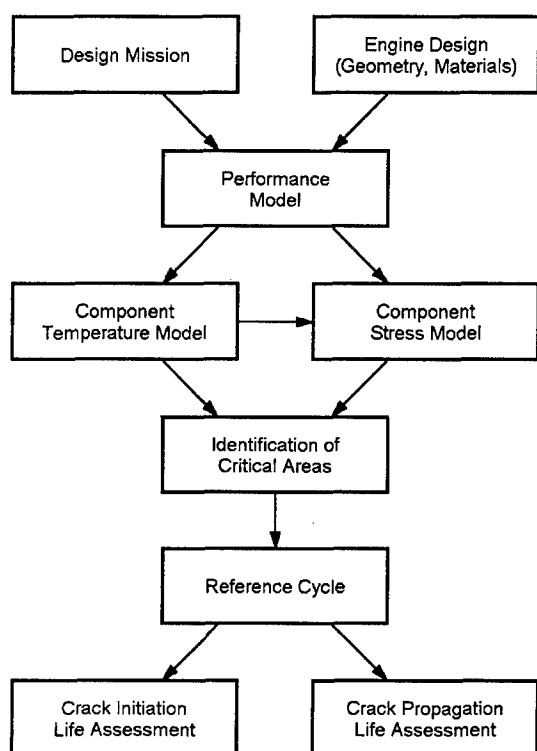 Design Mission
Engine Design
(Geometry, Materials)
Performance
Model
Component
Temperature Model
Component
Stress Model
Identification of
Critical Areas
Reference Cycle
Crack Initiation
Life Assessment
Crack Propagation
Life Assessment